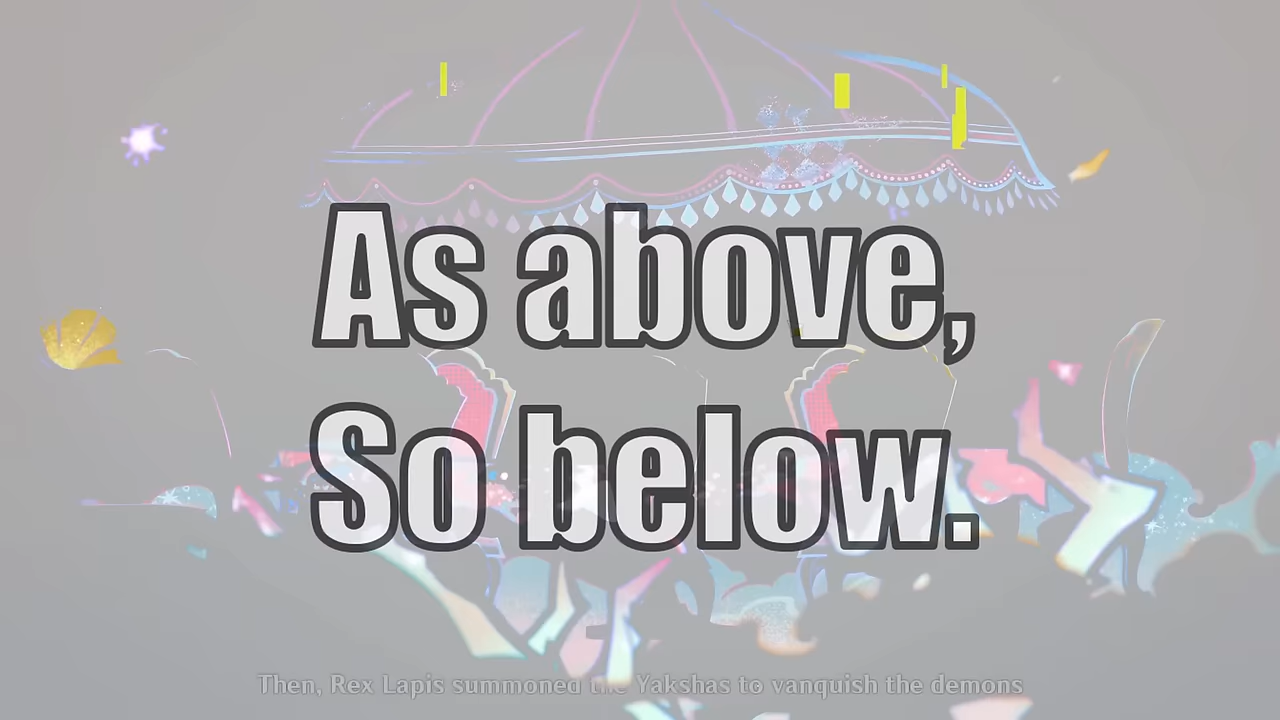 As above,
So below.
Then, Rex Lapis summoned the Yakshas to vanquish the demons